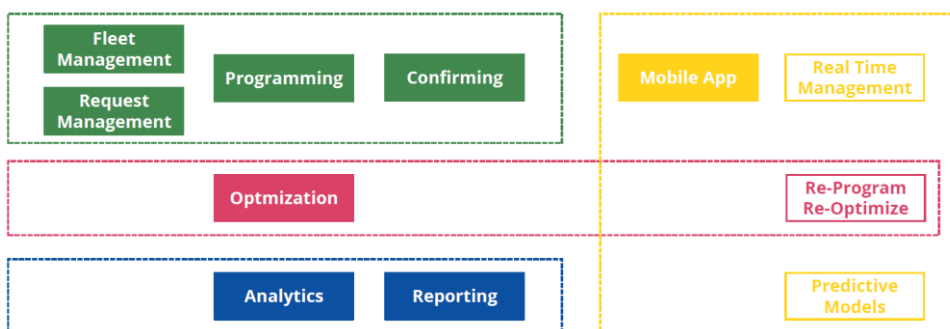 Fleet
Management
Request
Management
Programming
Confirming
Mobile App
Real Time
Management
Optmization
Re-Program
Re-Optimize
Analytics
Reporting
Predictive
Models